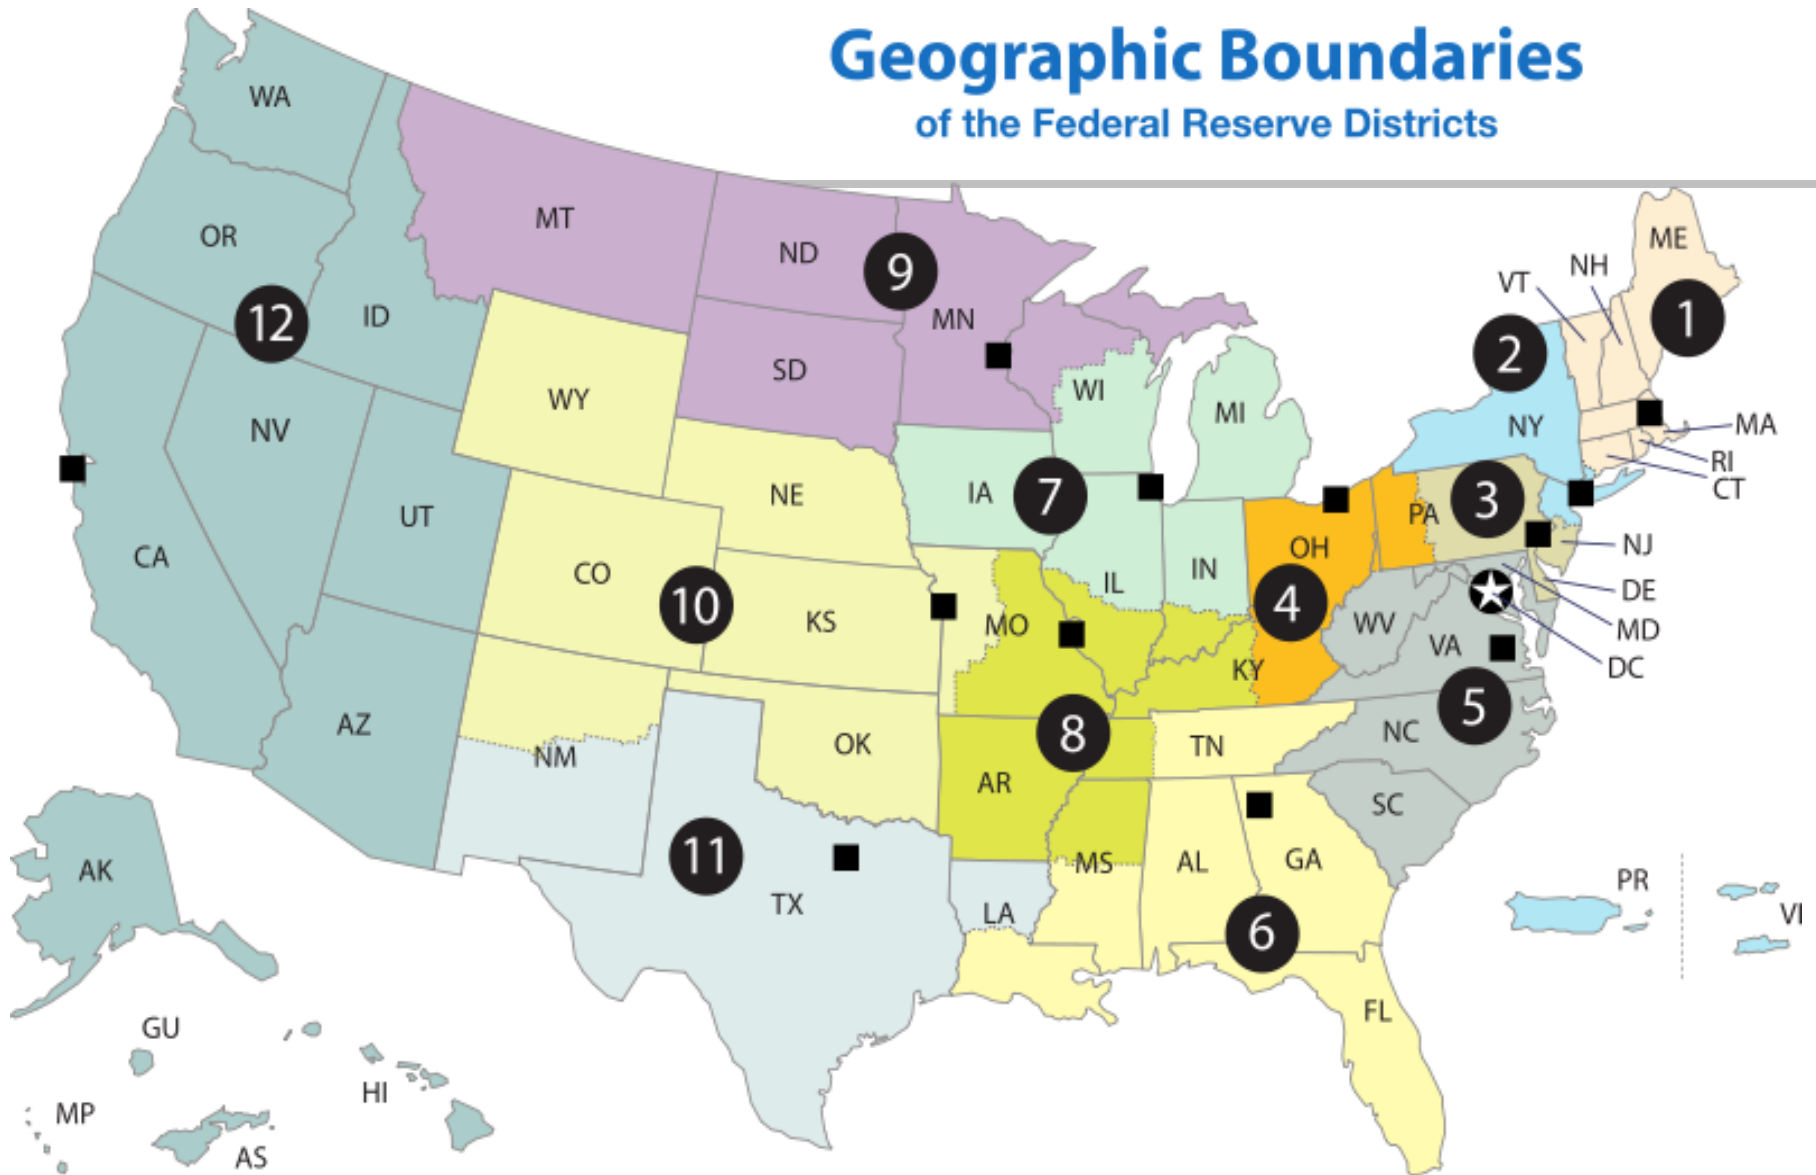 Geographic Boundaries
of the Federal Reserve Districts
WA
MT
ND
9
MN
OR
ID
12
SD
WI
MI
ME
NH
VT
1
2
NY
MA
RI
CT
WY
NV
UT
CA
NE
IA
7
PA
3
OH
NJ
DE
MD
DC
CO
10
KS
MO
IL
IN
4
WV
VA
KY
5
AZ
NM
OK
8
TN
NC
AR
SC
11
TX
MS
AL
GA
LA
6
FL
PR
VI
AK
GU
HI
MP
AS